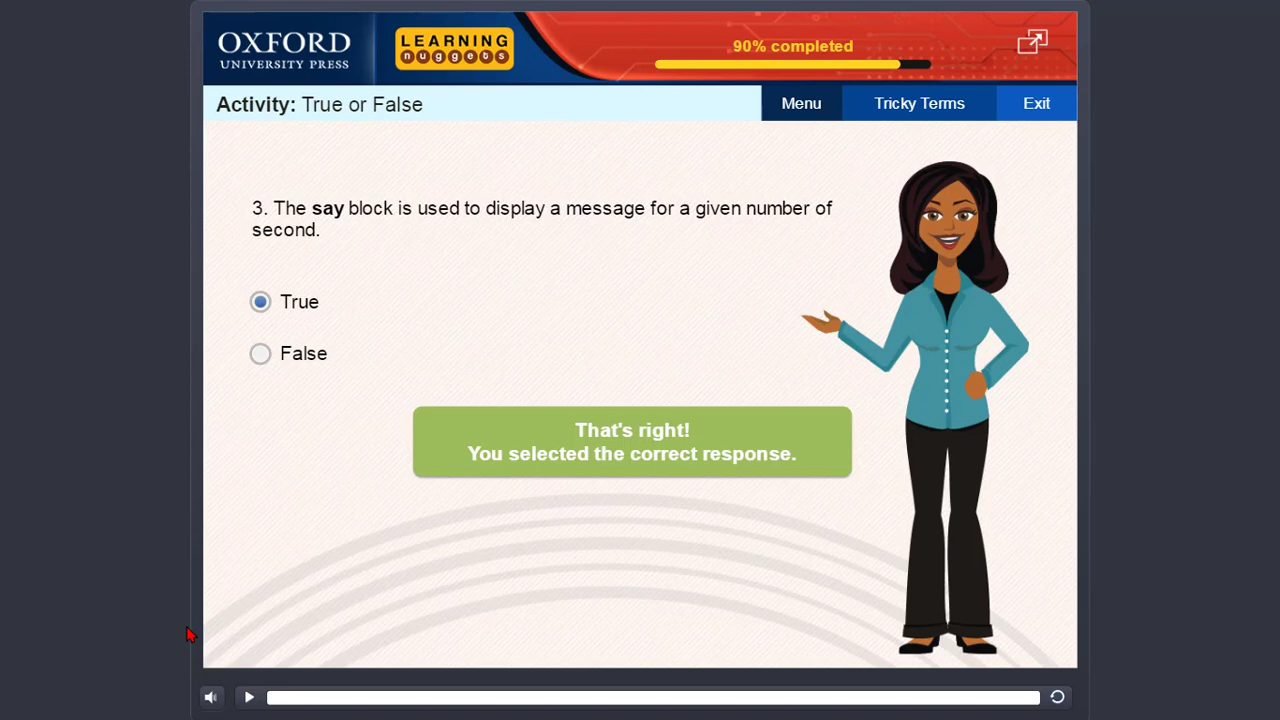 OXFORD
UNIVERSITY PRESS
LEARNING
nuggets
90% completed
Activity: True or False
Menu
Tricky Terms
Exit
3. The say block is used to display a message for a given number of
second.
True
False
That's right!
You selected the correct response.